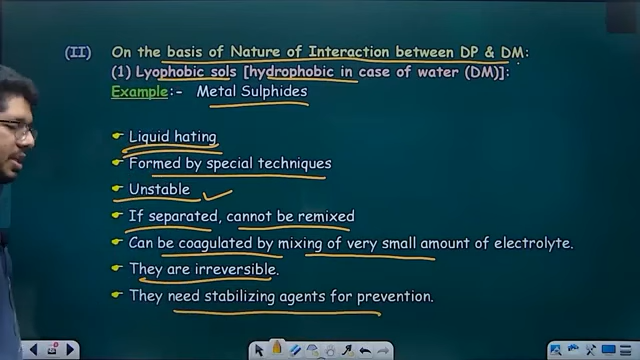 (II) On the basis of Nature of Interaction between DP & DM:
(1) Lyophobic sols [hydrophobic in case of water (DM)]:
Example:- Metal Sulphides
Liquid hating
Formed by special techniques
Unstable
If separated, cannot be remixed
Can be coagulated by mixing of very small amount of electrolyte.
They are irreversible.
They need stabilizing agents for prevention.